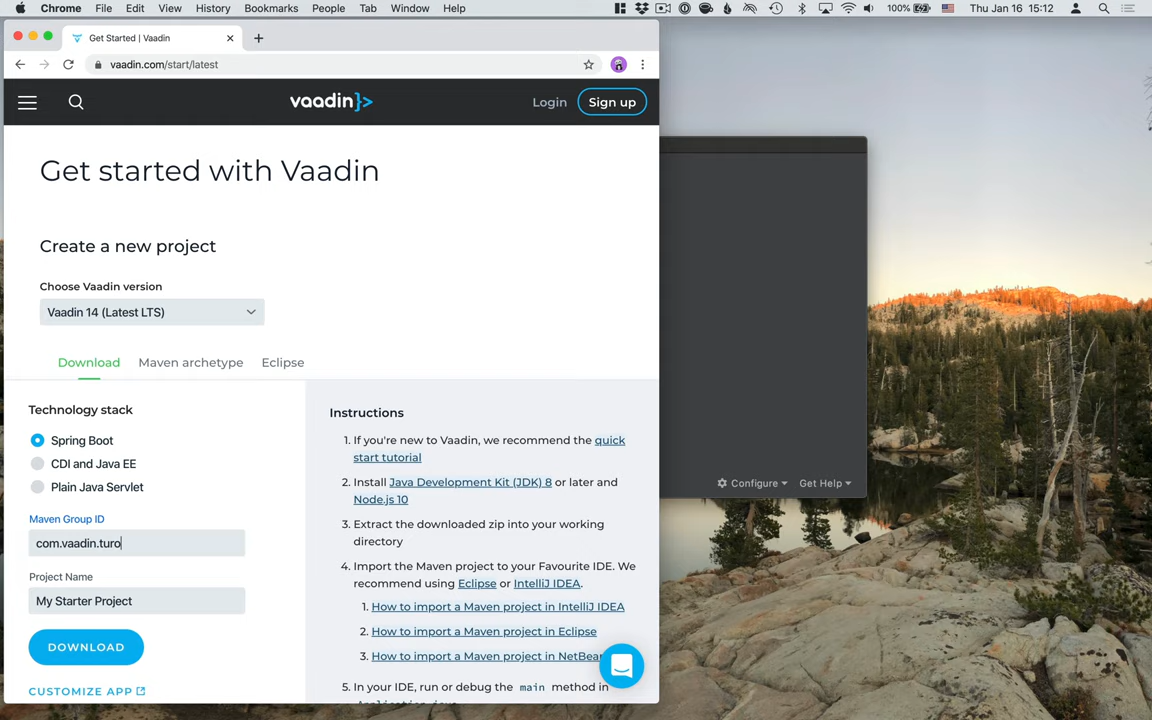 Chrome File Edit View History Bookmarks People Tab Window Help 100% Thu Jan 16 15:12
Get Started | Vaadin
vaadin.com/start/latest
vaadin}> Login Sign up
Get started with Vaadin
Create a new project
Choose Vaadin version
Vaadin 14 (Latest LTS)
Download Maven archetype Eclipse
Technology stack
Spring Boot
CDI and Java EE
Plain Java Servlet
Maven Group ID
com.vaadin.turo
Project Name
My Starter Project
DOWNLOAD
CUSTOMIZE APP
Instructions
1. If you're new to Vaadin, we recommend the quick
start tutorial
2. Install Java Development Kit (JDK) 8 or later and
Node.js 10
3. Extract the downloaded zip into your working
directory
4. Import the Maven project to your Favourite IDE. We
recommend using Eclipse or IntelliJ IDEA.
1. How to import a Maven project in IntelliJ IDEA
2. How to import a Maven project in Eclipse
3. How to import a Maven project in NetBea
5. In your IDE, run or debug the main method in
Configure Get Help